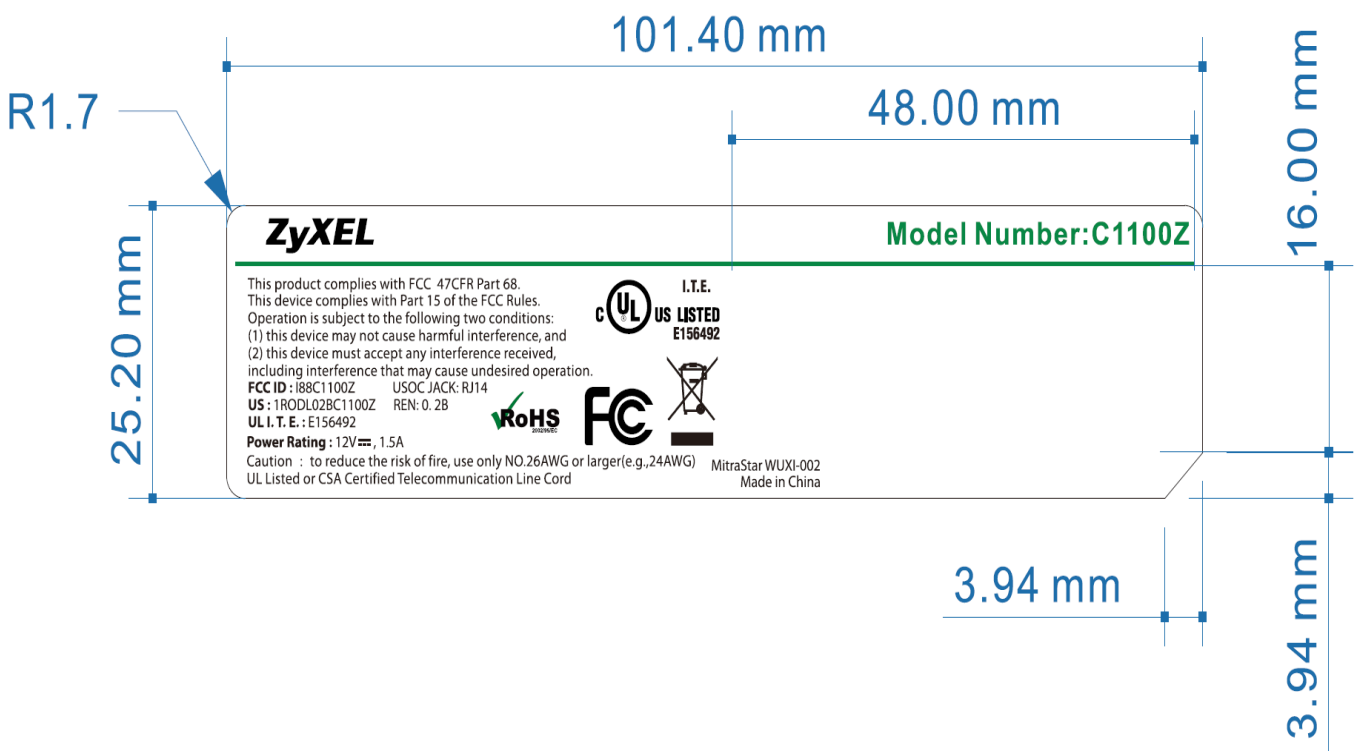 101.40 mm
R1.7
48.00 mm
16.00 mm
25.20 mm
ZyXEL
Model Number:C1100Z
This product complies with FCC 47CFR Part 68.
This device complies with Part 15 of the FCC Rules.
Operation is subject to the following two conditions:
(1) this device may not cause harmful interference, and
(2) this device must accept any interference received,
including interference that may cause undesired operation.
FCC ID : I88C1100Z USOC JACK: RJ14
US : 1RODL02BC1100Z REN: 0. 2B
UL I. T. E. : E156492
Power Rating : 12V⎓, 1.5A
Caution : to reduce the risk of fire, use only NO.26AWG or larger(e.g.,24AWG)
UL Listed or CSA Certified Telecommunication Line Cord
I.T.E.
C UL ® US LISTED
E156492
RoHS
2002/95/EC
FC
MitraStar WUXI-002
Made in China
3.94 mm
3.94 mm